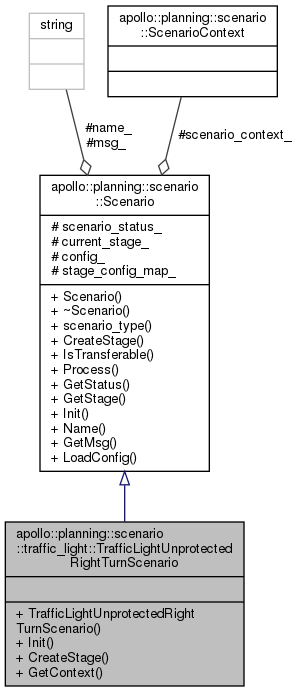 string
apollo::planning::scenario
::ScenarioContext
#name_
#msg_
#scenario_context_
apollo::planning::scenario
::Scenario
# scenario_status_
# current_stage_
# config_
# stage_config_map_
+ Scenario()
+ ~Scenario()
+ scenario_type()
+ CreateStage()
+ IsTransferable()
+ Process()
+ GetStatus()
+ GetStage()
+ Init()
+ Name()
+ GetMsg()
+ LoadConfig()
apollo::planning::scenario
::traffic_light::TrafficLightUnprotected
RightTurnScenario
+ TrafficLightUnprotectedRight
TurnScenario()
+ Init()
+ CreateStage()
+ GetContext()